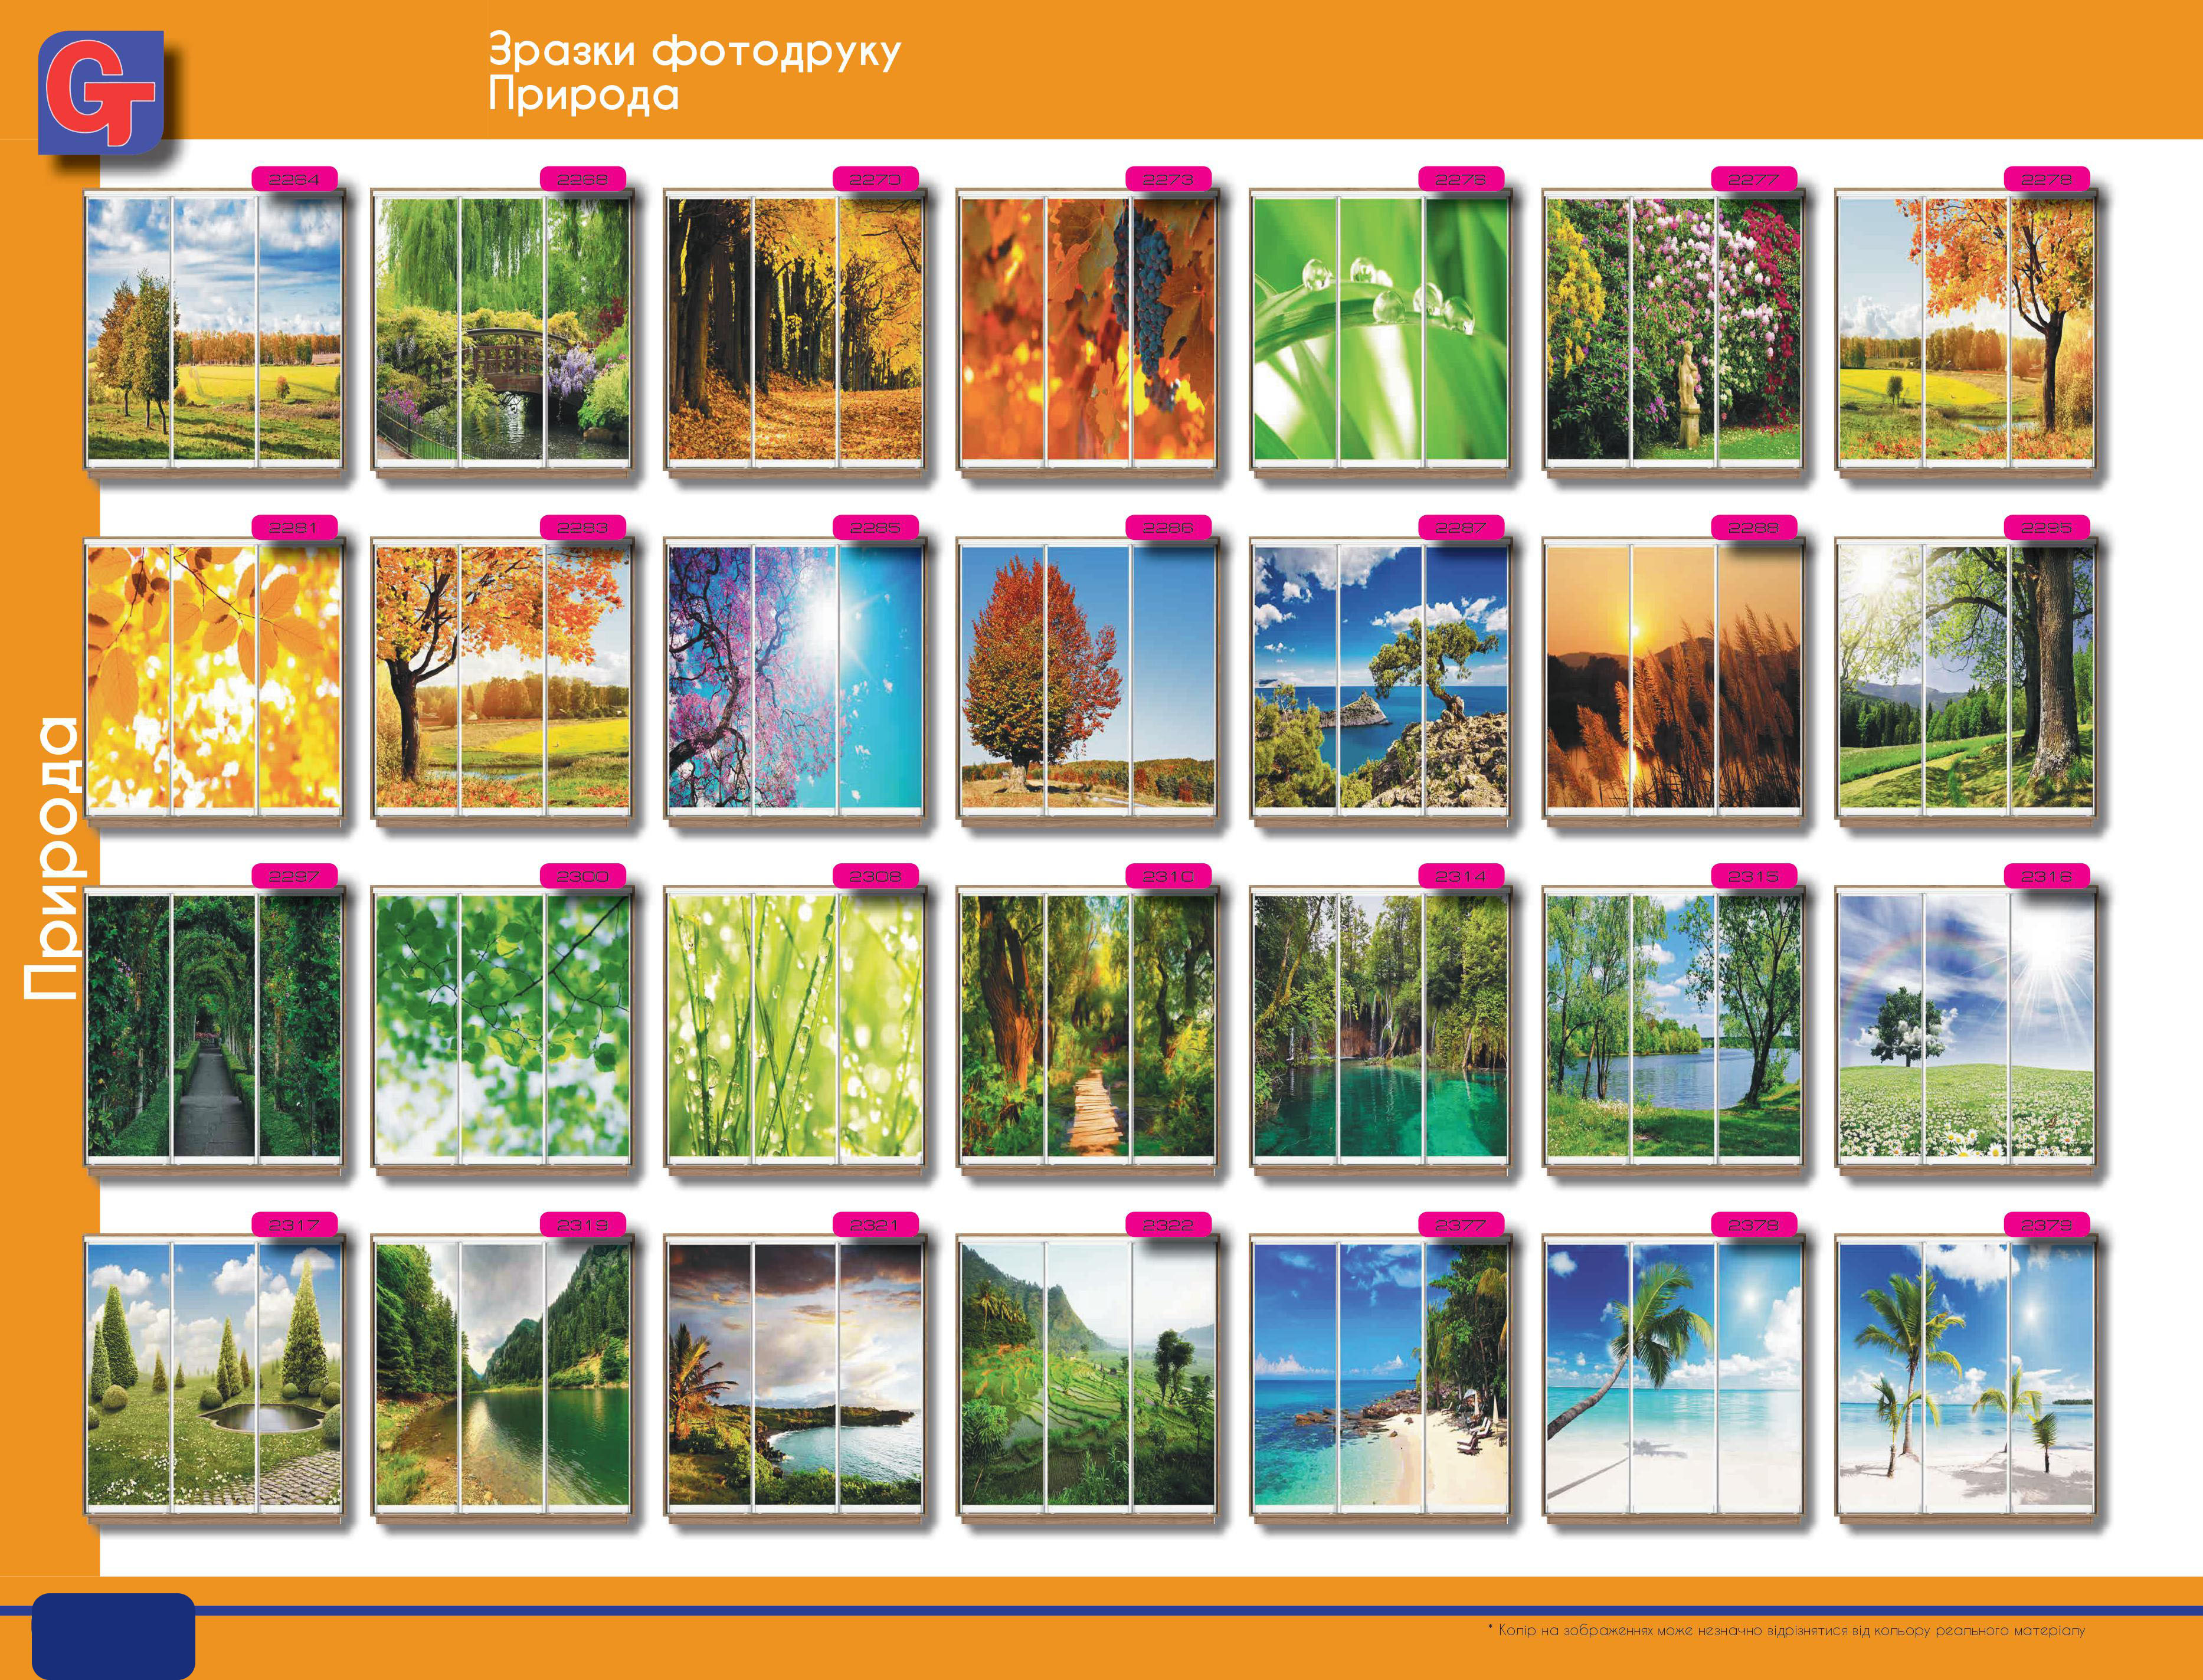 GT
Зразки фотодруку
Природа
2264 2268 2270 2273 2276 2277 2278
2281 2283 2285 2286 2287 2288 2295
Природа
2297 2300 2308 2310 2314 2315 2316
2317 2319 2321 2322 2377 2378 2379
* Колір на зображеннях може незначно відрізнятися від кольору реального матеріалу